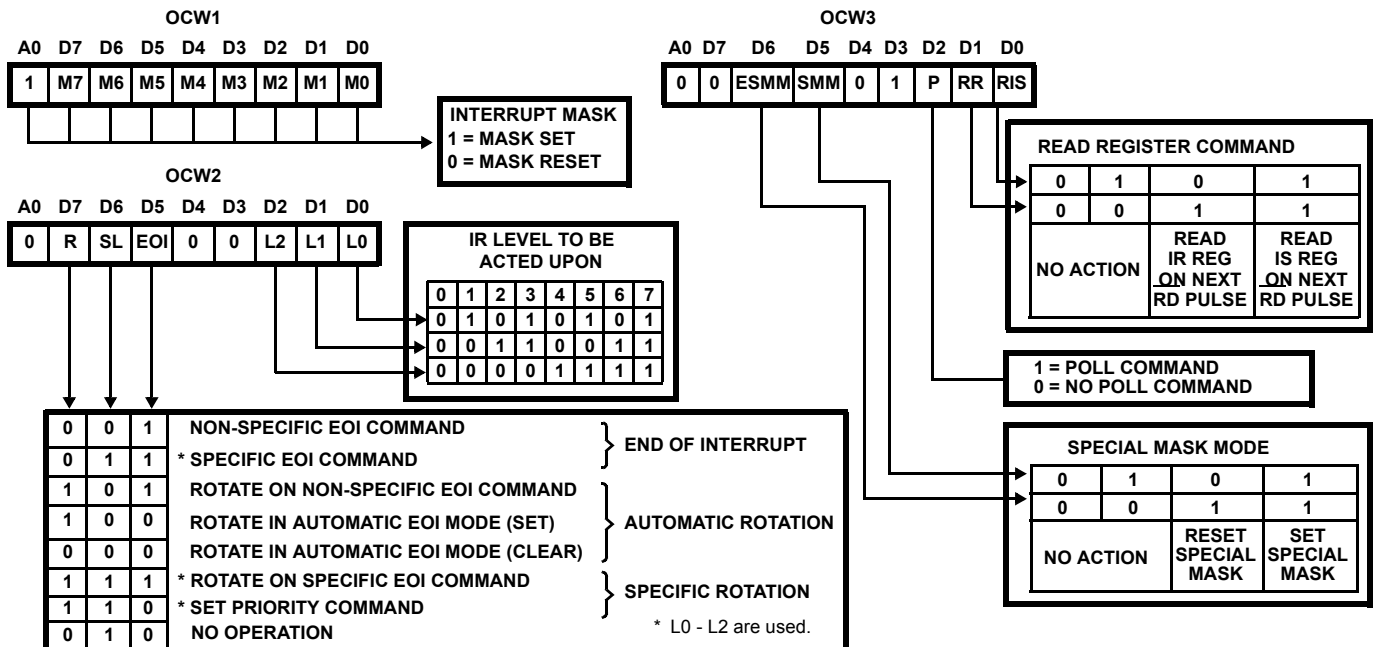 OCW1
A0 D7 D6 D5 D4 D3 D2 D1 D0
1 M7 M6 M5 M4 M3 M2 M1 M0
INTERRUPT MASK
1 = MASK SET
0 = MASK RESET
OCW2
A0 D7 D6 D5 D4 D3 D2 D1 D0
0 R SL EOI 0 0 L2 L1 L0
IR LEVEL TO BE
ACTED UPON
0 1 2 3 4 5 6 7
0 1 0 1 0 1 0 1
0 0 1 1 0 0 1 1
0 0 0 0 1 1 1 1
0 0 1 NON-SPECIFIC EOI COMMAND
0 1 1 * SPECIFIC EOI COMMAND
END OF INTERRUPT
1 0 1 ROTATE ON NON-SPECIFIC EOI COMMAND
1 0 0 ROTATE IN AUTOMATIC EOI MODE (SET)
0 0 0 ROTATE IN AUTOMATIC EOI MODE (CLEAR)
AUTOMATIC ROTATION
1 1 1 * ROTATE ON SPECIFIC EOI COMMAND
1 1 0 * SET PRIORITY COMMAND
SPECIFIC ROTATION
0 1 0 NO OPERATION
* L0 - L2 are used.
OCW3
A0 D7 D6 D5 D4 D3 D2 D1 D0
0 0 ESMM SMM 0 1 P RR RIS
READ REGISTER COMMAND
0 1 0 1
0 0 1 1
NO ACTION
READ
IR REG
ON NEXT
RD PULSE
READ
IS REG
ON NEXT
RD PULSE
1 = POLL COMMAND
0 = NO POLL COMMAND
SPECIAL MASK MODE
0 1 0 1
0 0 1 1
NO ACTION
RESET
SPECIAL
MASK
SET
SPECIAL
MASK